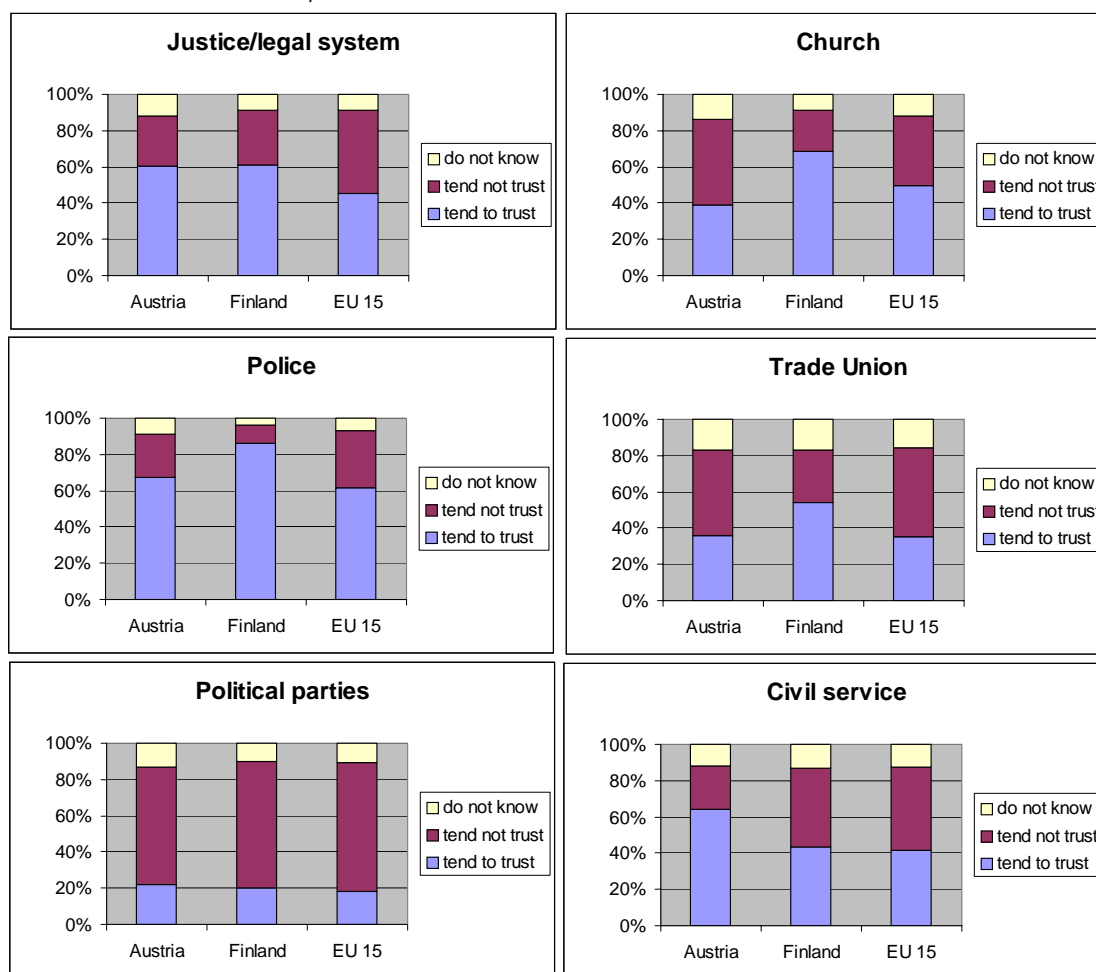 Justice/legal system
100%
80%
60%
40%
20%
0%
Austria Finland EU 15
do not know
tend not trust
tend to trust
Church
100%
80%
60%
40%
20%
0%
Austria Finland EU 15
do not know
tend not trust
tend to trust
Police
100%
80%
60%
40%
20%
0%
Austria Finland EU 15
do not know
tend not trust
tend to trust
Trade Union
100%
80%
60%
40%
20%
0%
Austria Finland EU 15
do not know
tend not trust
tend to trust
Political parties
100%
80%
60%
40%
20%
0%
Austria Finland EU 15
do not know
tend not trust
tend to trust
Civil service
100%
80%
60%
40%
20%
0%
Austria Finland EU 15
do not know
tend not trust
tend to trust